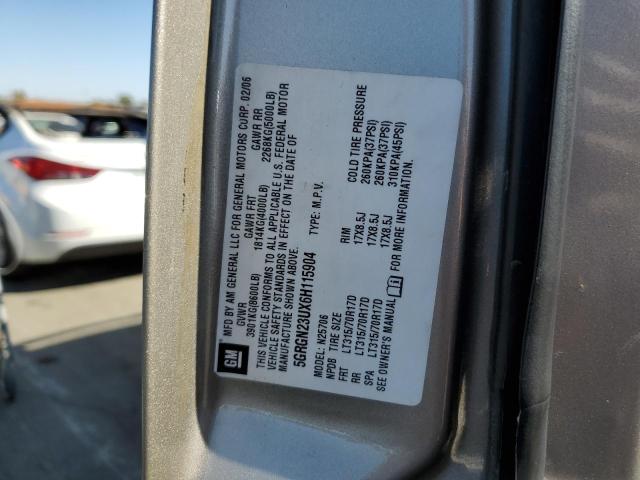 MFD BY AM GENERAL LLC FOR GENERAL MOTORS CORP. 02/06
GVWR GAWR FRT GAWR RR
3901KG(8600LB) 1814KG(4000LB) 2268KG(5000LB)
THIS VEHICLE CONFORMS TO ALL APPLICABLE U.S. FEDERAL MOTOR
VEHICLE SAFETY STANDARDS IN EFFECT ON THE DATE OF
MANUFACTURE SHOWN ABOVE.
GM
5GRGN23UX6H115904 TYPE: M.P.V.
MODEL: N25706
NPDB TIRE SIZE RIM COLD TIRE PRESSURE
FRT LT315/70R17D 17X8.5J 260KPA(37PSI)
RR LT315/70R17D 17X8.5J 260KPA(37PSI)
SPA LT315/70R17D 17X8.5J 310KPA(45PSI)
SEE OWNER'S MANUAL FOR MORE INFORMATION.